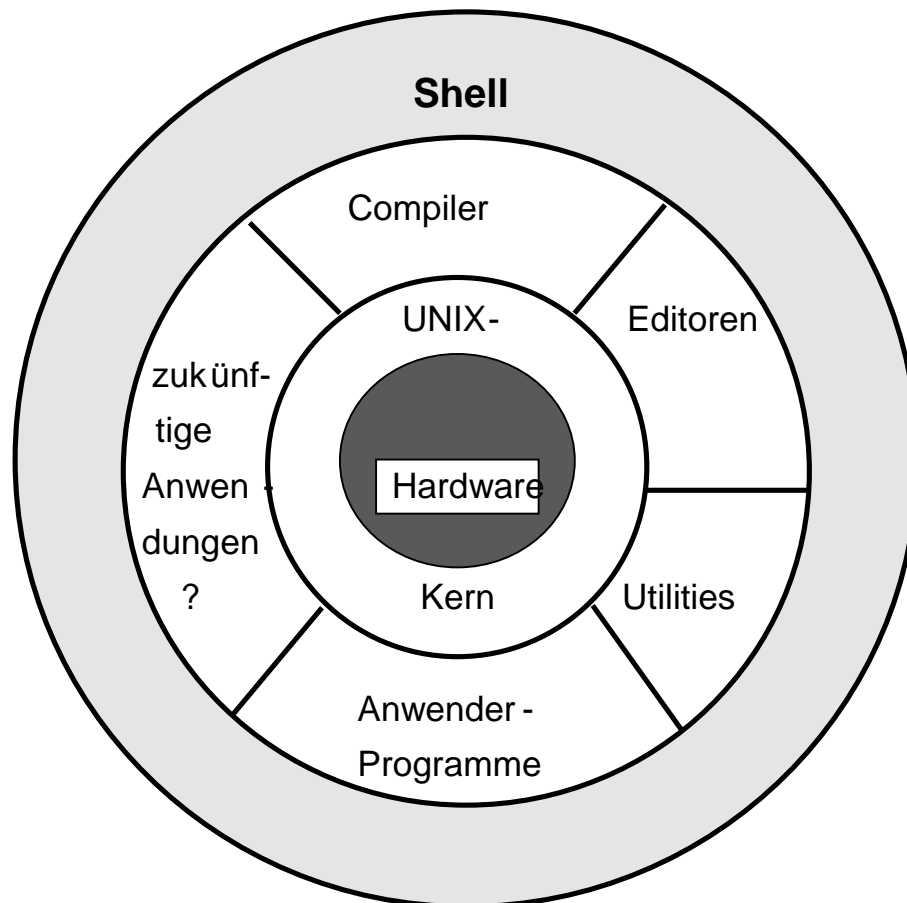 Shell
Compiler
UNIX-
Editoren
zukünf-
tige
Anwen -
dungen
?
Hardware
Kern
Utilities
Anwender -
Programme